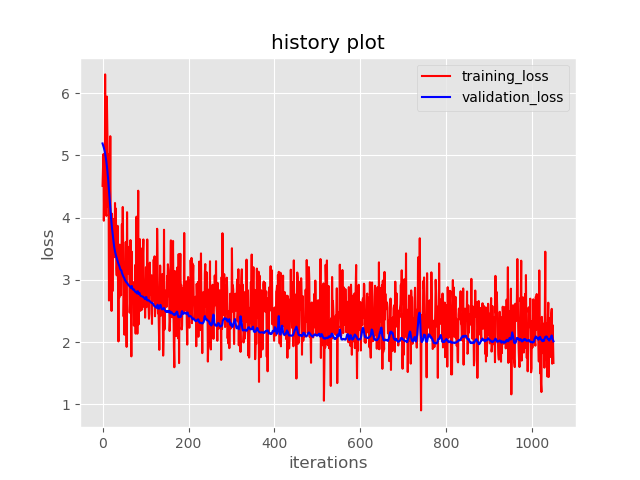 history plot
training_loss
validation_loss
6
5
4
3
2
1
loss
0 200 400 600 800 1000
iterations